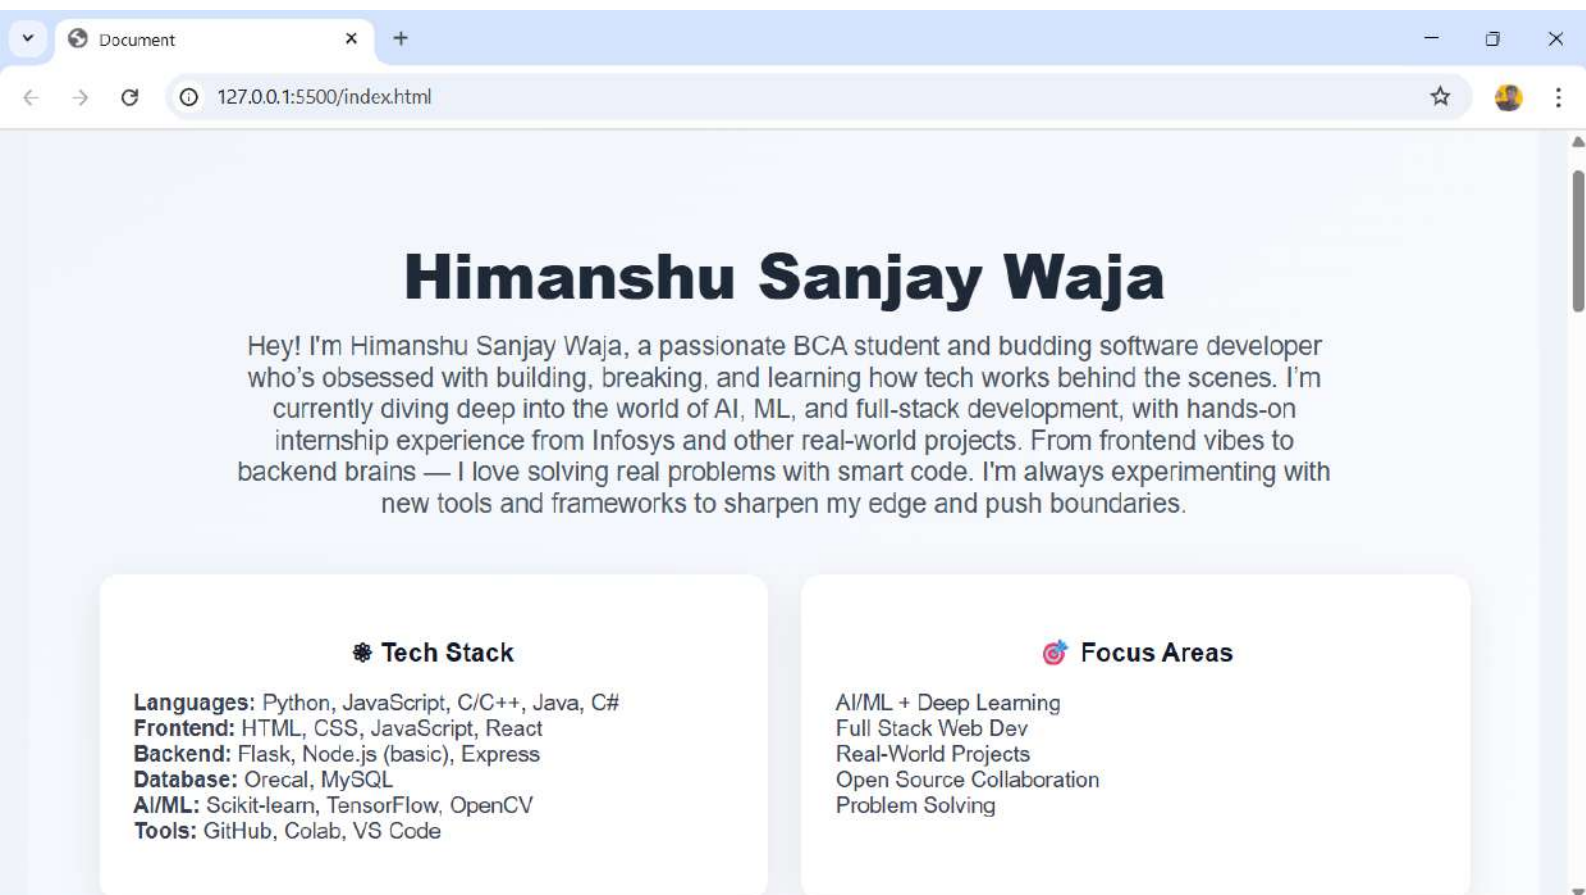 Document
127.0.0.1:5500/index.html
Himanshu Sanjay Waja
Hey! I'm Himanshu Sanjay Waja, a passionate BCA student and budding software developer
who’s obsessed with building, breaking, and learning how tech works behind the scenes. I’m
currently diving deep into the world of AI, ML, and full-stack development, with hands-on
internship experience from Infosys and other real-world projects. From frontend vibes to
backend brains — I love solving real problems with smart code. I'm always experimenting with
new tools and frameworks to sharpen my edge and push boundaries.
⚛ Tech Stack
Languages: Python, JavaScript, C/C++, Java, C#
Frontend: HTML, CSS, JavaScript, React
Backend: Flask, Node.js (basic), Express
Database: Orecal, MySQL
AI/ML: Scikit-learn, TensorFlow, OpenCV
Tools: GitHub, Colab, VS Code
🎯 Focus Areas
AI/ML + Deep Learning
Full Stack Web Dev
Real-World Projects
Open Source Collaboration
Problem Solving